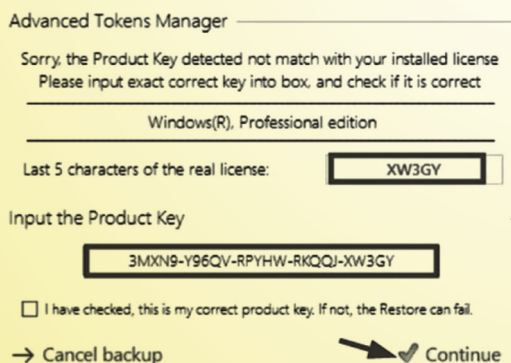 Advanced Tokens Manager
Sorry, the Product Key detected not match with your installed license
Please input exact correct key into box, and check if it is correct
Windows(R), Professional edition
Last 5 characters of the real license: XW3GY
Input the Product Key
3MXN9-Y96QV-RPYHW-RKQQJ-XW3GY
I have checked, this is my correct product key. If not, the Restore can fail.
→ Cancel backup Continue